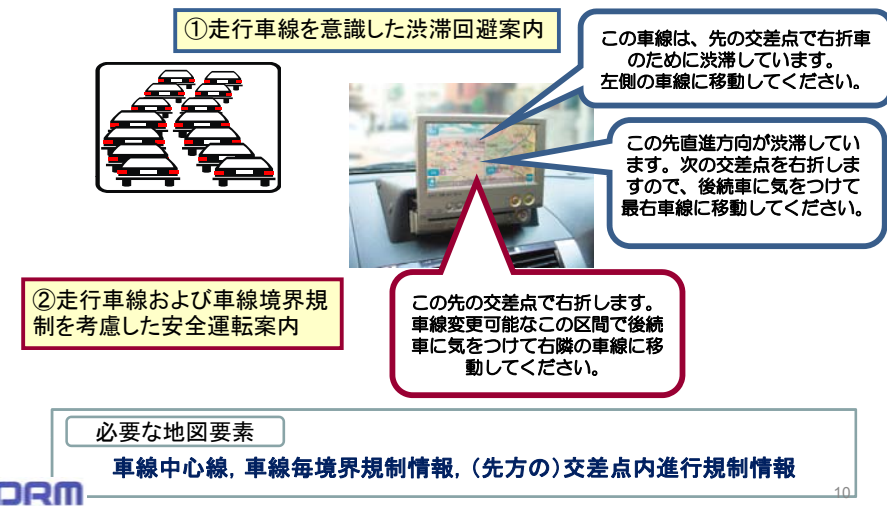 ①走行車線を意識した渋滞回避案内
この車線は、先の交差点で右折車
のために渋滞しています。
左側の車線に移動してください。
この先直進方向が渋滞してい
ます。次の交差点を右折しま
すので、後続車に気をつけて
最右車線に移動してください。
②走行車線および車線境界規
制を考慮した安全運転案内
この先の交差点で右折します。
車線変更可能なこの区間で後続
車に気をつけて右隣の車線に移
動してください。
必要な地図要素
車線中心線, 車線毎境界規制情報, (先方の)交差点内進行規制情報
DRM
10